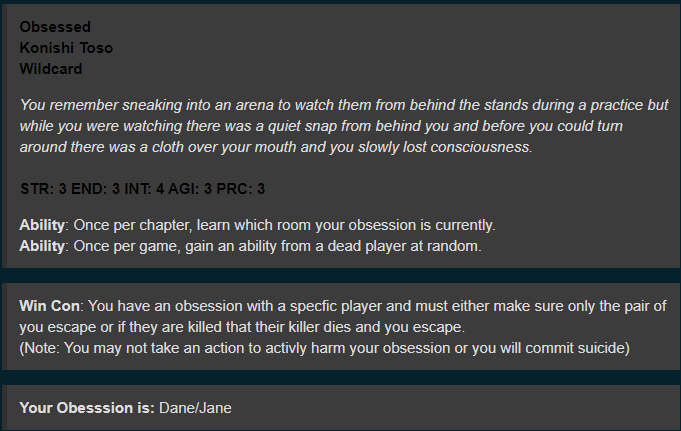 Obsessed
Konishi Toso
Wildcard
You remember sneaking into an arena to watch them from behind the stands during a practice but
while you were watching there was a quiet snap from behind you and before you could turn
around there was a cloth over your mouth and you slowly lost consciousness.
STR: 3 END: 3 INT: 4 AGI: 3 PRC: 3
Ability: Once per chapter, learn which room your obsession is currently.
Ability: Once per game, gain an ability from a dead player at random.
Win Con: You have an obsession with a specfic player and must either make sure only the pair of
you escape or if they are killed that their killer dies and you escape.
(Note: You may not take an action to activly harm your obsession or you will commit suicide)
Your Obesssion is: Dane/Jane